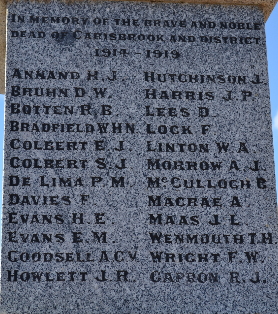 IN MEMORY OF THE BRAVE AND NOBLE
DEAD OF CARISBROOK AND DISTRICT
1914 - 1919
ANNAND H. J.
BRUHN D. W.
BOTTEN R. B.
BRADFIELD W.H.N.
COLBERT E. J.
COLBERT S. J.
DE LIMA P. M.
DAVIES F.
EVANS H. E.
EVANS E. M.
GOODSELL A.C.V.
HOWLETT J. R.
HUTCHINSON J.
HARRIS J. P.
LEES D.
LOCK F.
LINTON W. A.
MORROW A. J.
MCCULLOCH
MACRAE A.
MAAS J. L.
WENMOUTH T.H.
WRIGHT F. W.
CAPRON R. J.